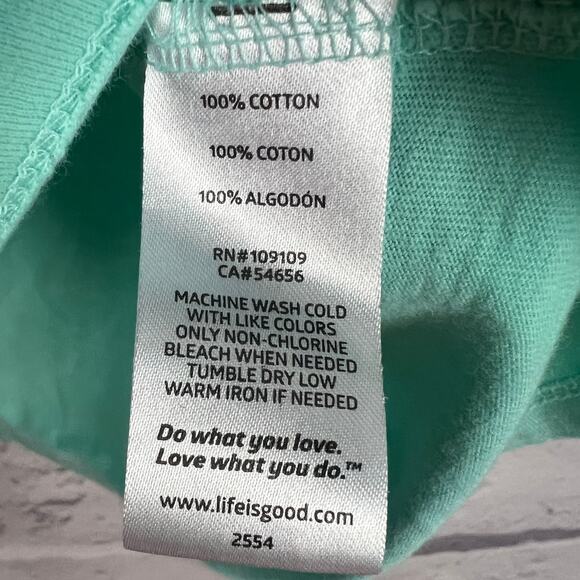 100% COTTON
100% COTON
100% ALGODÓN
RN#109109
CA#54656
MACHINE WASH COLD
WITH LIKE COLORS
ONLY NON-CHLORINE
BLEACH WHEN NEEDED
TUMBLE DRY LOW
WARM IRON IF NEEDED
Do what you love.
Love what you do.™
www.lifeisgood.com
2554